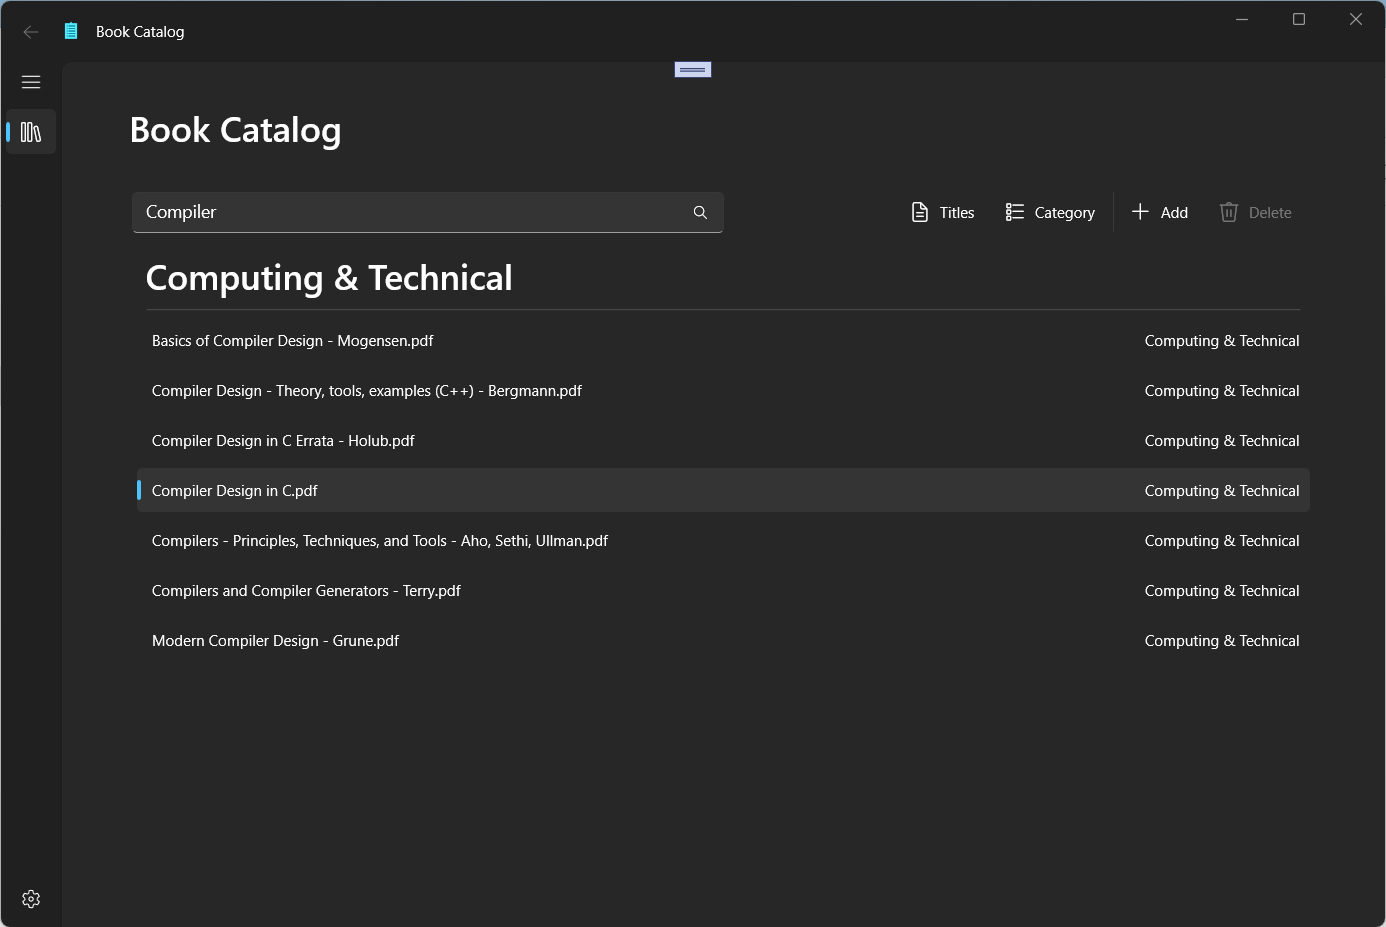 Book Catalog
Book Catalog
Compiler
Titles Category Add Delete
Computing & Technical
Basics of Compiler Design - Mogensen.pdf Computing & Technical
Compiler Design - Theory, tools, examples (C++) - Bergmann.pdf Computing & Technical
Compiler Design in C Errata - Holub.pdf Computing & Technical
Compiler Design in C.pdf Computing & Technical
Compilers - Principles, Techniques, and Tools - Aho, Sethi, Ullman.pdf Computing & Technical
Compilers and Compiler Generators - Terry.pdf Computing & Technical
Modern Compiler Design - Grune.pdf Computing & Technical